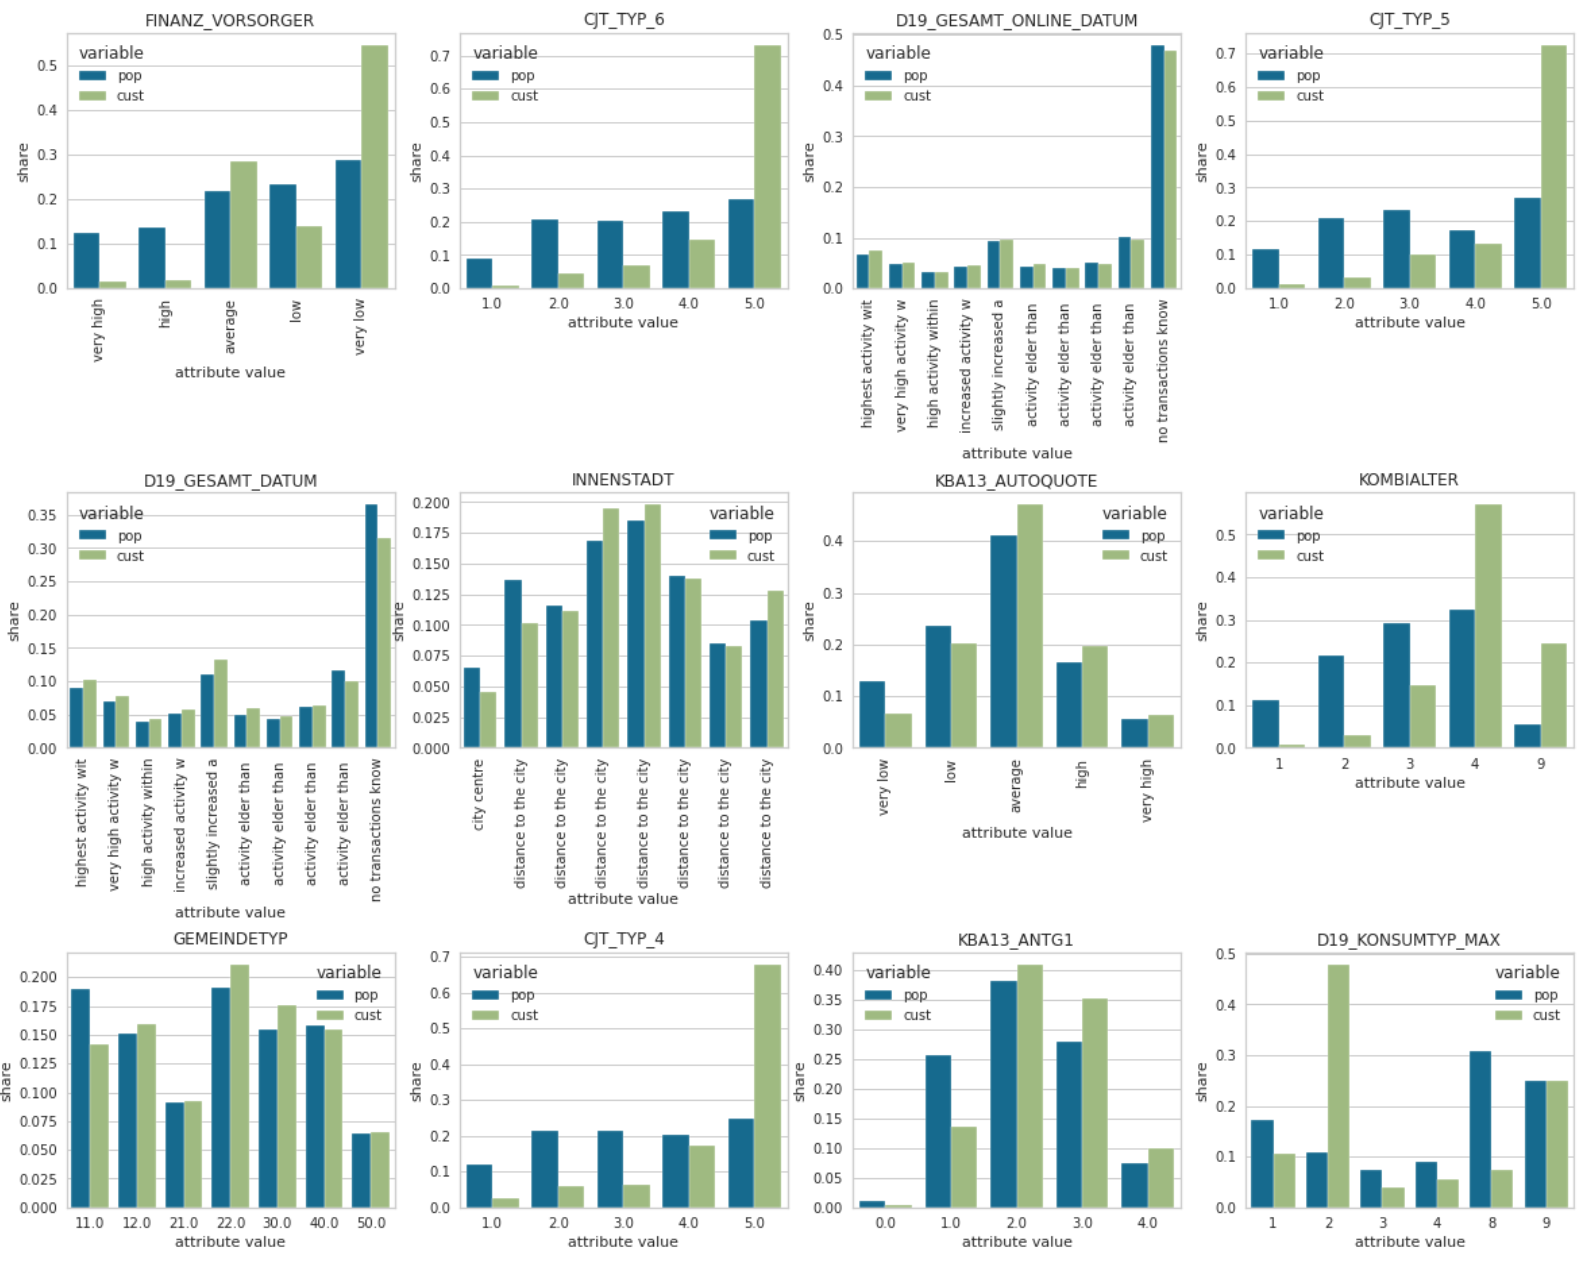 FINANZ_VORSORGER
variable
pop
cust
0.5
0.4
0.3
0.2
0.1
0.0
share
very high
high
average
low
very low
attribute value
CJT_TYP_6
variable
pop
cust
0.7
0.6
0.5
0.4
0.3
0.2
0.1
0.0
share
1.0 2.0 3.0 4.0 5.0
attribute value
D19_GESAMT_ONLINE_DATUM
variable
pop
cust
0.5
0.4
0.3
0.2
0.1
0.0
share
highest activity wit
very high activity w
high activity within
increased activity w
slightly increased a
activity elder than
activity elder than
activity elder than
activity elder than
no transactions know
attribute value
CJT_TYP_5
variable
pop
cust
0.7
0.6
0.5
0.4
0.3
0.2
0.1
0.0
share
1.0 2.0 3.0 4.0 5.0
attribute value
D19_GESAMT_DATUM
variable
pop
cust
0.35
0.30
0.25
0.20
0.15
0.10
0.05
0.00
share
highest activity wit
very high activity w
high activity within
increased activity w
slightly increased a
activity elder than
activity elder than
activity elder than
activity elder than
no transactions know
attribute value
INNENSTADT
variable
pop
cust
0.200
0.175
0.150
0.125
0.100
0.075
0.050
0.025
0.000
share
city centre
distance to the city
distance to the city
distance to the city
distance to the city
distance to the city
distance to the city
distance to the city
attribute value
KBA13_AUTOQUOTE
variable
pop
cust
0.4
0.3
0.2
0.1
0.0
share
very low
low
average
high
very high
attribute value
KOMBIALTER
variable
pop
cust
0.5
0.4
0.3
0.2
0.1
0.0
share
1 2 3 4 9
attribute value
GEMEINDETYP
variable
pop
cust
0.200
0.175
0.150
0.125
0.100
0.075
0.050
0.025
0.000
share
11.0 12.0 21.0 22.0 30.0 40.0 50.0
attribute value
CJT_TYP_4
variable
pop
cust
0.7
0.6
0.5
0.4
0.3
0.2
0.1
0.0
share
1.0 2.0 3.0 4.0 5.0
attribute value
KBA13_ANTG1
variable
pop
cust
0.40
0.35
0.30
0.25
0.20
0.15
0.10
0.05
0.00
share
0.0 1.0 2.0 3.0 4.0
attribute value
D19_KONSUMTYP_MAX
variable
pop
cust
0.5
0.4
0.3
0.2
0.1
0.0
share
1 2 3 4 8 9
attribute value